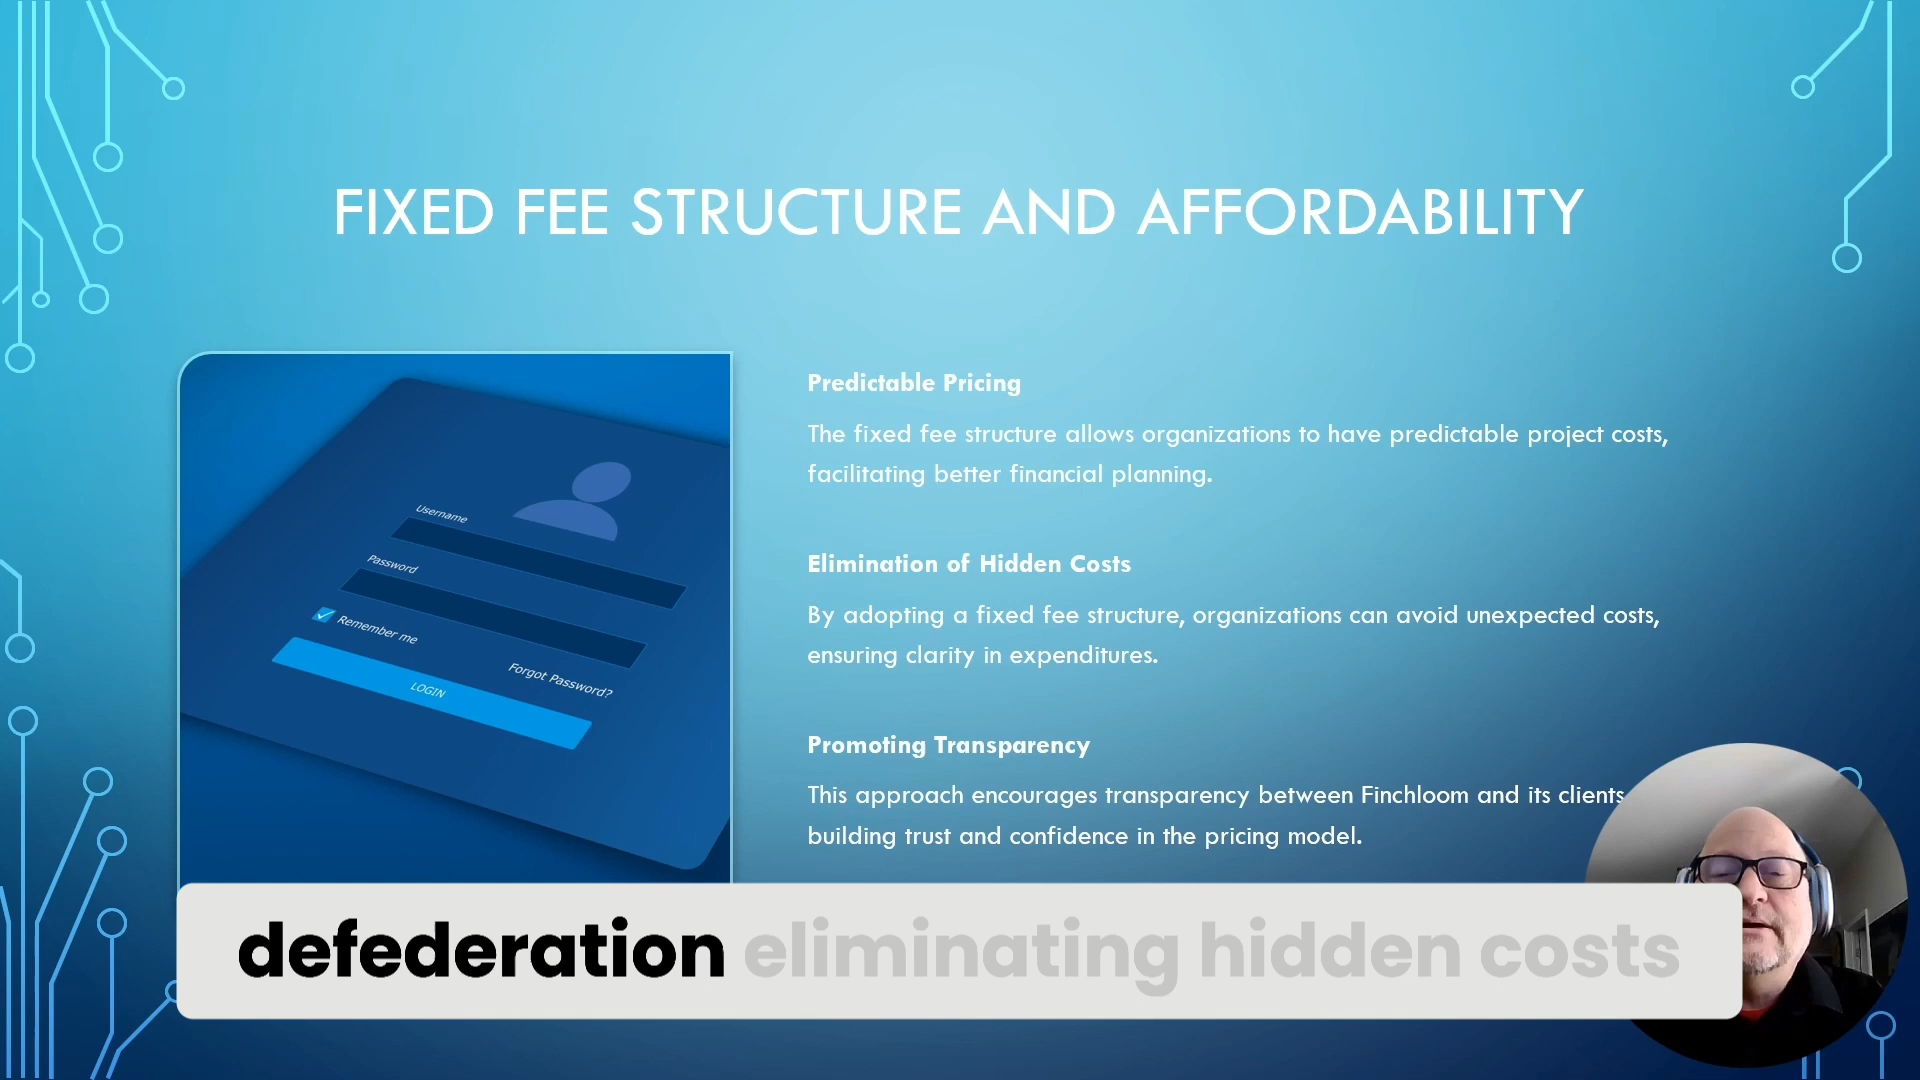 FIXED FEE STRUCTURE AND AFFORDABILITY
Username
Password
Remember me
Forgot Password?
LOGIN
Predictable Pricing
The fixed fee structure allows organizations to have predictable project costs,
facilitating better financial planning.
Elimination of Hidden Costs
By adopting a fixed fee structure, organizations can avoid unexpected costs,
ensuring clarity in expenditures.
Promoting Transparency
This approach encourages transparency between Finchloom and its clients
building trust and confidence in the pricing model.
defederation eliminating hidden costs